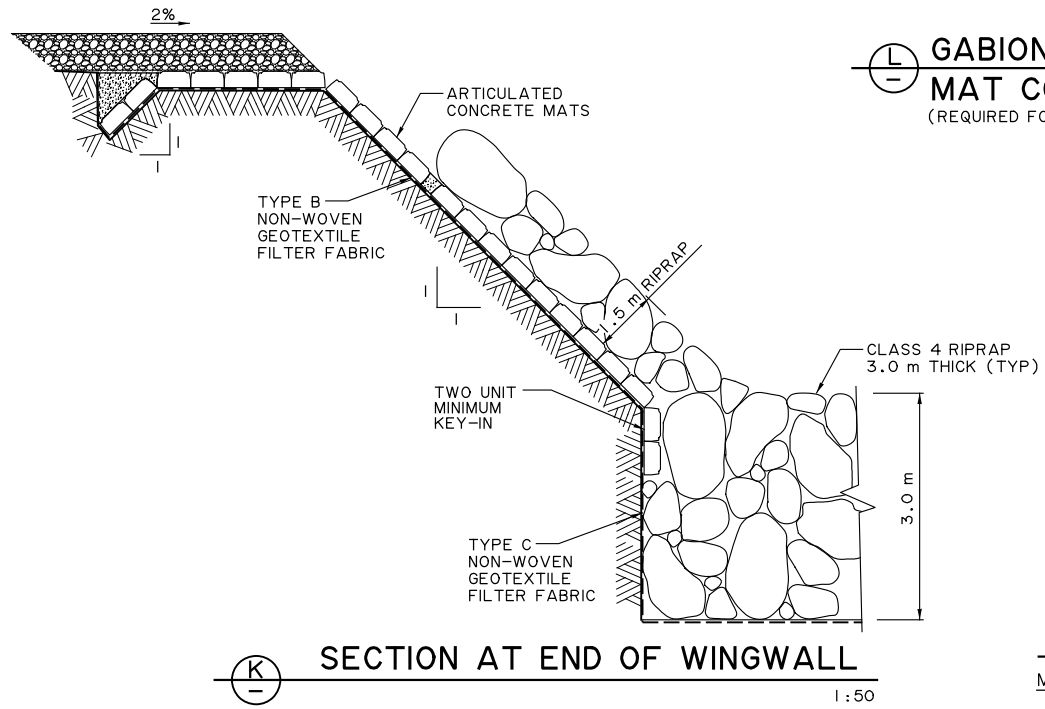 2%
L
GABION
MAT CO
(REQUIRED FO
ARTICULATED
CONCRETE MATS
TYPE B
NON-WOVEN
GEOTEXTILE
FILTER FABRIC
1
1
1
1
1.5 m RIPRAP
CLASS 4 RIPRAP
3.0 m THICK (TYP)
TWO UNIT
MINIMUM
KEY-IN
3.0 m
TYPE C
NON-WOVEN
GEOTEXTILE
FILTER FABRIC
K
SECTION AT END OF WINGWALL
1:50
M